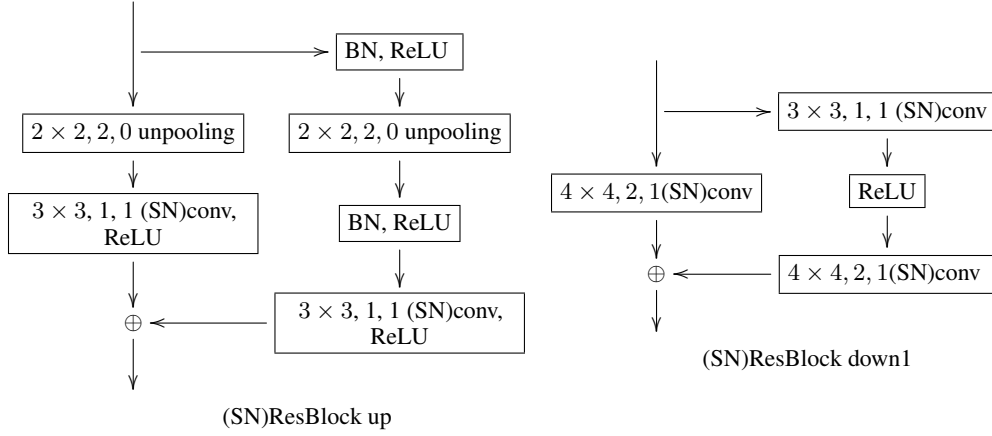 BN, ReLU
2 × 2, 2, 0 unpooling
2 × 2, 2, 0 unpooling
3 × 3, 1, 1 (SN)conv,
ReLU
BN, ReLU
3 × 3, 1, 1 (SN)conv,
ReLU
⊕
(SN)ResBlock up
3 × 3, 1, 1 (SN)conv
4 × 4, 2, 1(SN)conv
ReLU
4 × 4, 2, 1(SN)conv
⊕
(SN)ResBlock down1